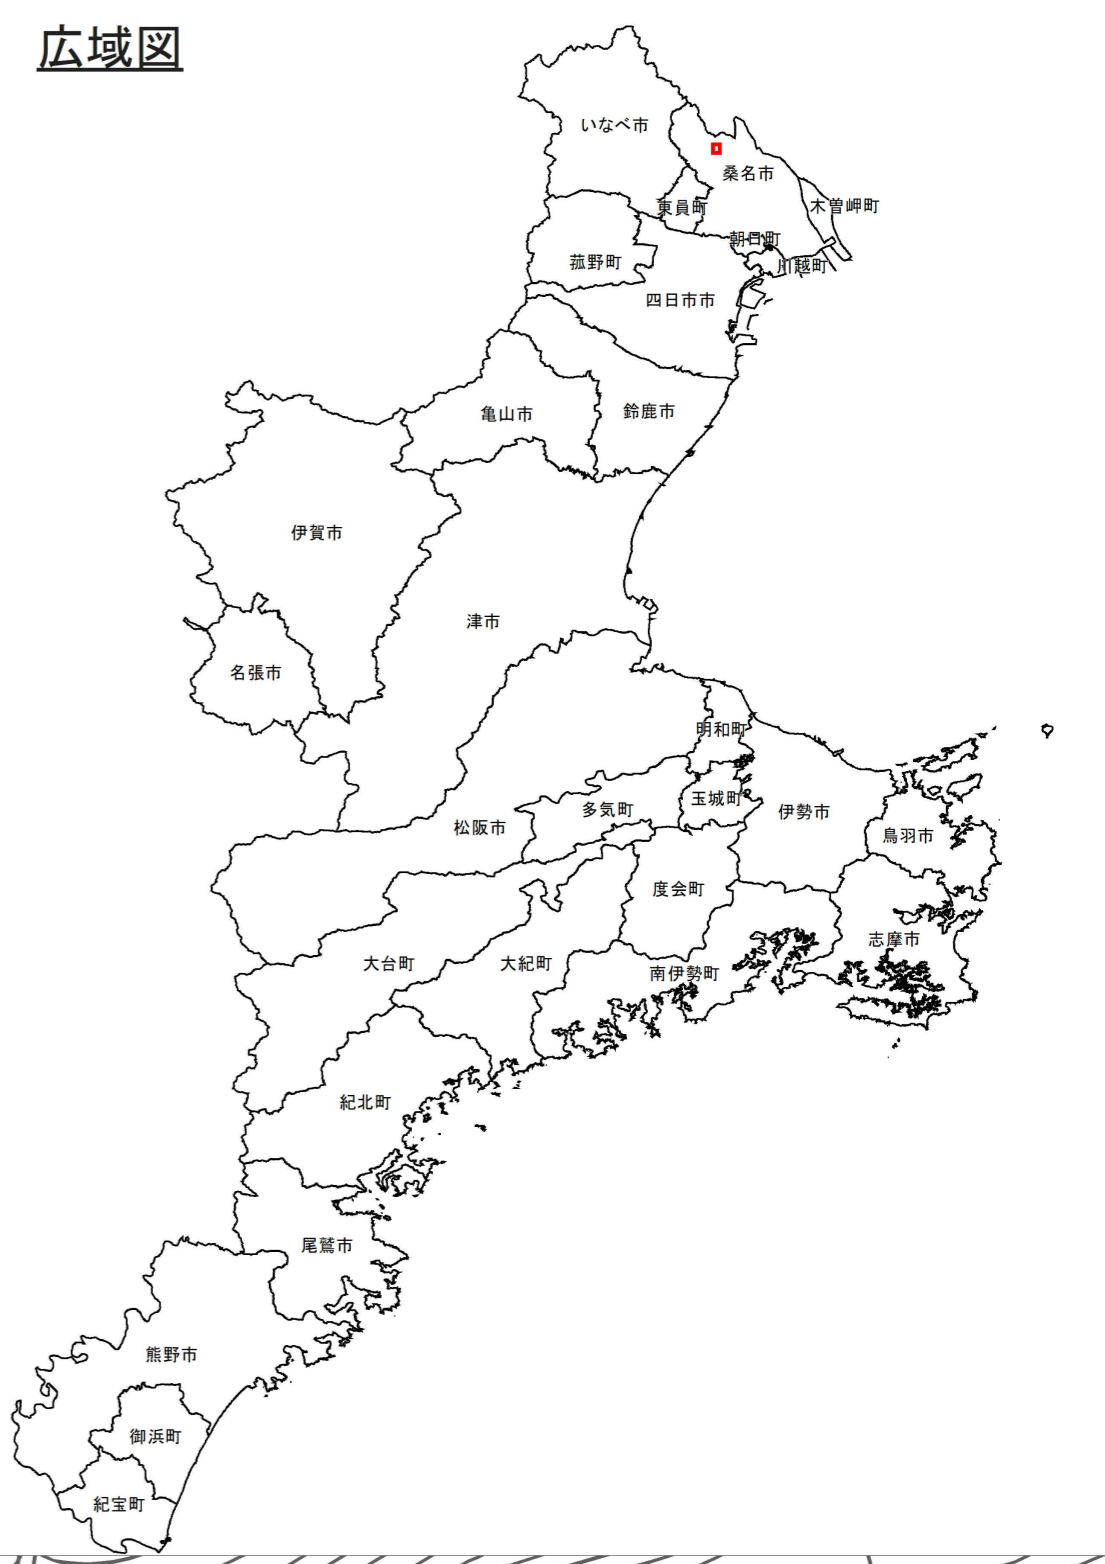 広域図
いなべ市
桑名市
東員町
木曽岬町
朝日町
菰野町
川越町
四日市市
亀山市
鈴鹿市
伊賀市
津市
名張市
明和町
多気町
玉城町
伊勢市
松阪市
鳥羽市
度会町
志摩市
大台町
大紀町
南伊勢町
紀北町
尾鷲市
熊野市
御浜町
紀宝町